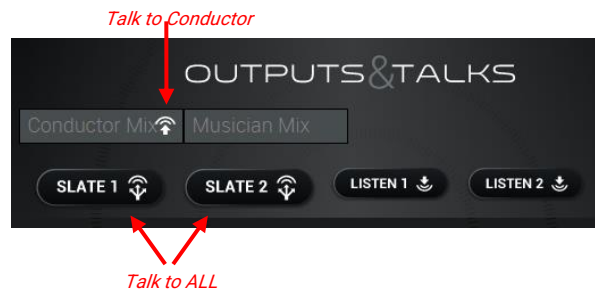 Talk to Conductor
OUTPUTS&TALKS
Conductor Mix Musician Mix
SLATE 1 SLATE 2 LISTEN 1 LISTEN 2
Talk to ALL